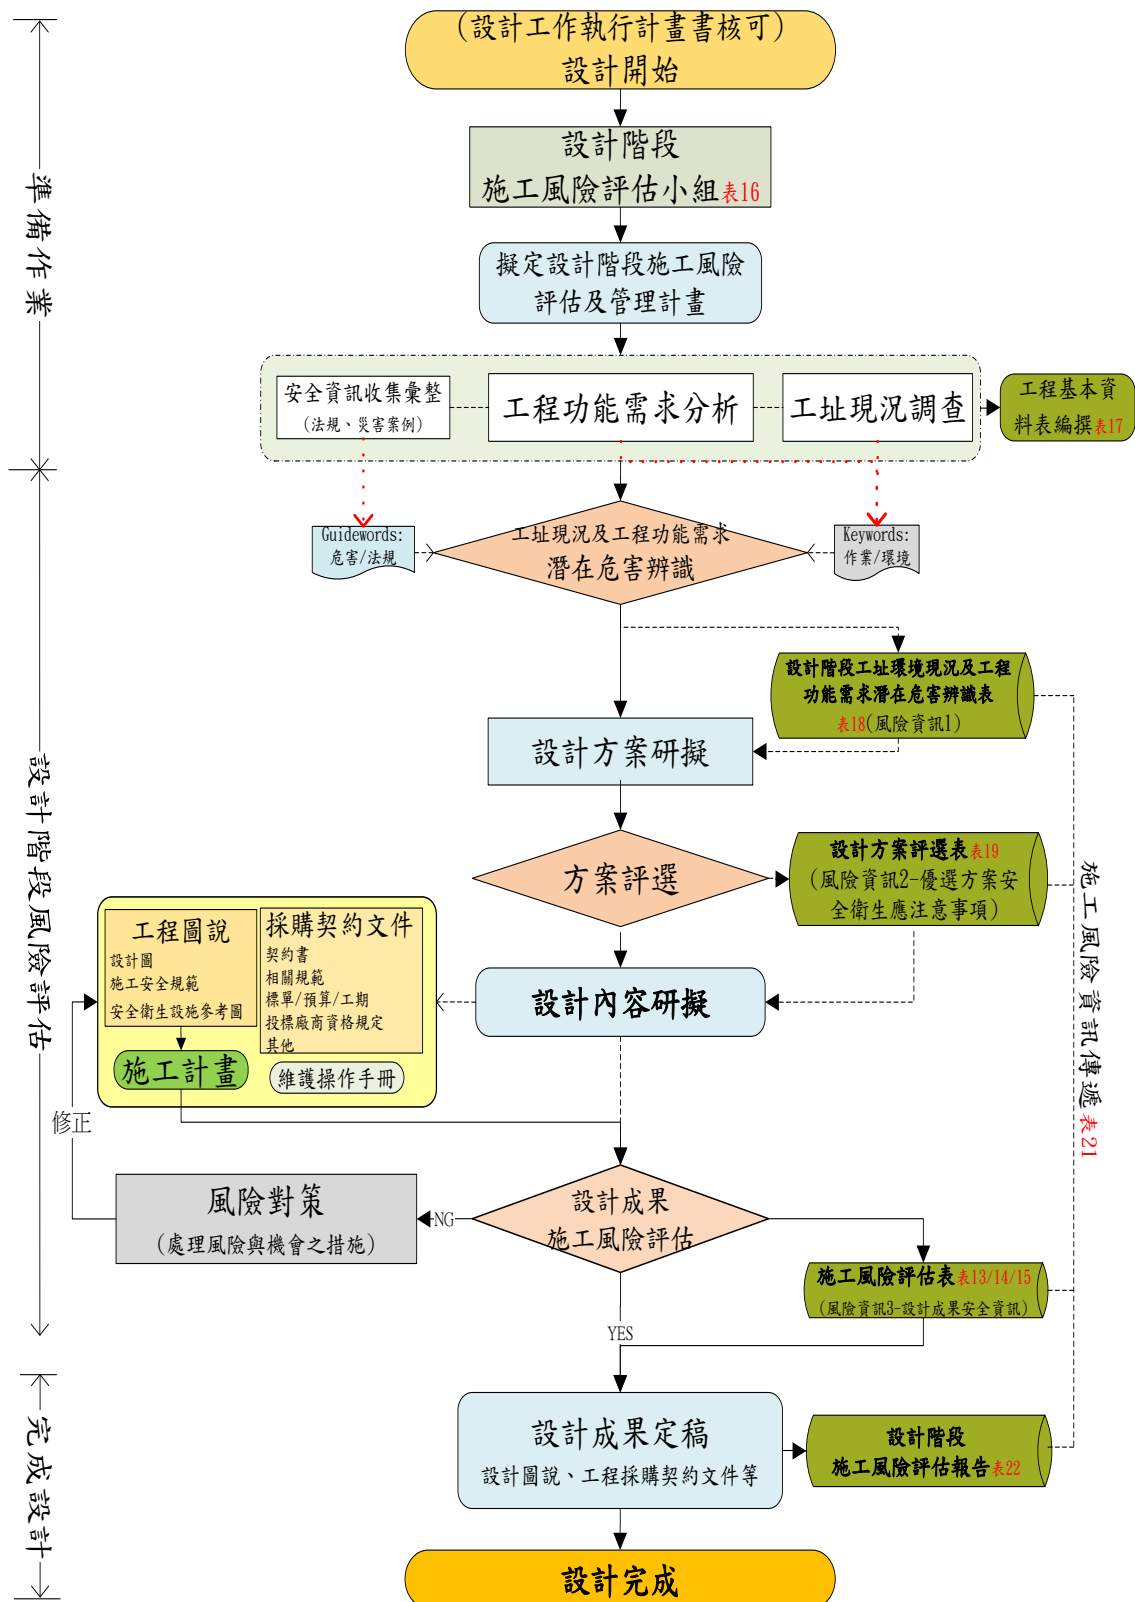 (設計工作執行計畫書核可)
設計開始
準備作業
設計階段
施工風險評估小組表16
擬定設計階段施工風險
評估及管理計畫
安全資訊收集彙整
(法規、災害案例)
工程功能需求分析
工址現況調查
工程基本資
料表編撰表17
設計階段風險評估
Guidewords:
危害/法規
工址現況及工程功能需求
潛在危害辨識
Keywords:
作業/環境
設計階段工址環境現況及工程
功能需求潛在危害辨識表
表18(風險資訊1)
設計方案研擬
方案評選
設計方案評選表表19
(風險資訊2-優選方案安
全衛生應注意事項)
施工風險資訊傳遞表21
工程圖說
設計圖
施工安全規範
安全衛生設施參考圖
施工計畫
採購契約文件
契約書
相關規範
標單/預算/工期
投標廠商資格規定
其他
維護操作手冊
設計內容研擬
修正
風險對策
(處理風險與機會之措施)
NG
設計成果
施工風險評估
施工風險評估表表13/14/15
(風險資訊3-設計成果安全資訊)
YES
完成設計
設計成果定稿
設計圖說、工程採購契約文件等
設計階段
施工風險評估報告表22
設計完成